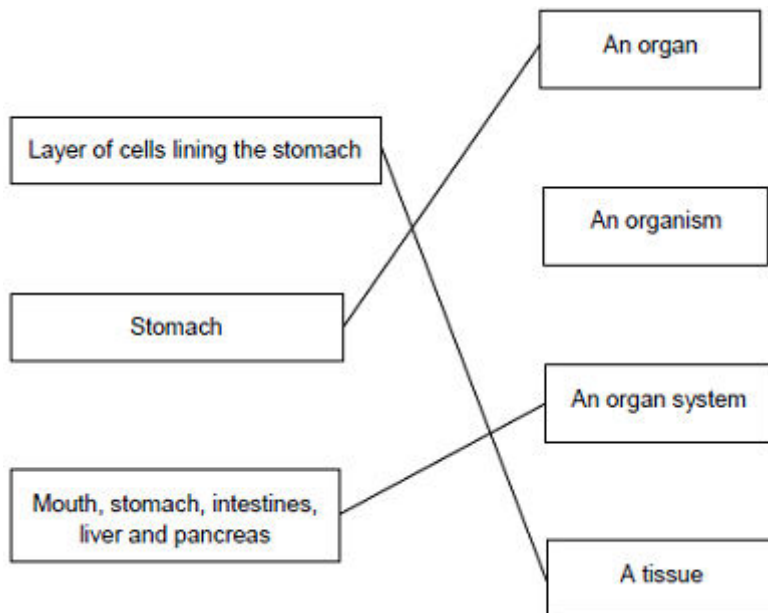 An organ
Layer of cells lining the stomach
An organism
Stomach
An organ system
Mouth, stomach, intestines,
liver and pancreas
A tissue